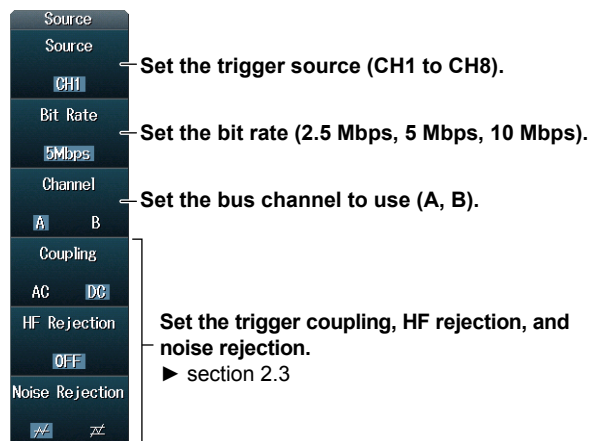 Source
Source
CH1
Set the trigger source (CH1 to CH8).
Bit Rate
5Mbps
Set the bit rate (2.5 Mbps, 5 Mbps, 10 Mbps).
Channel
A B
Set the bus channel to use (A, B).
Coupling
AC DC
HF Rejection
OFF
Noise Rejection
Set the trigger coupling, HF rejection, and
noise rejection.
► section 2.3